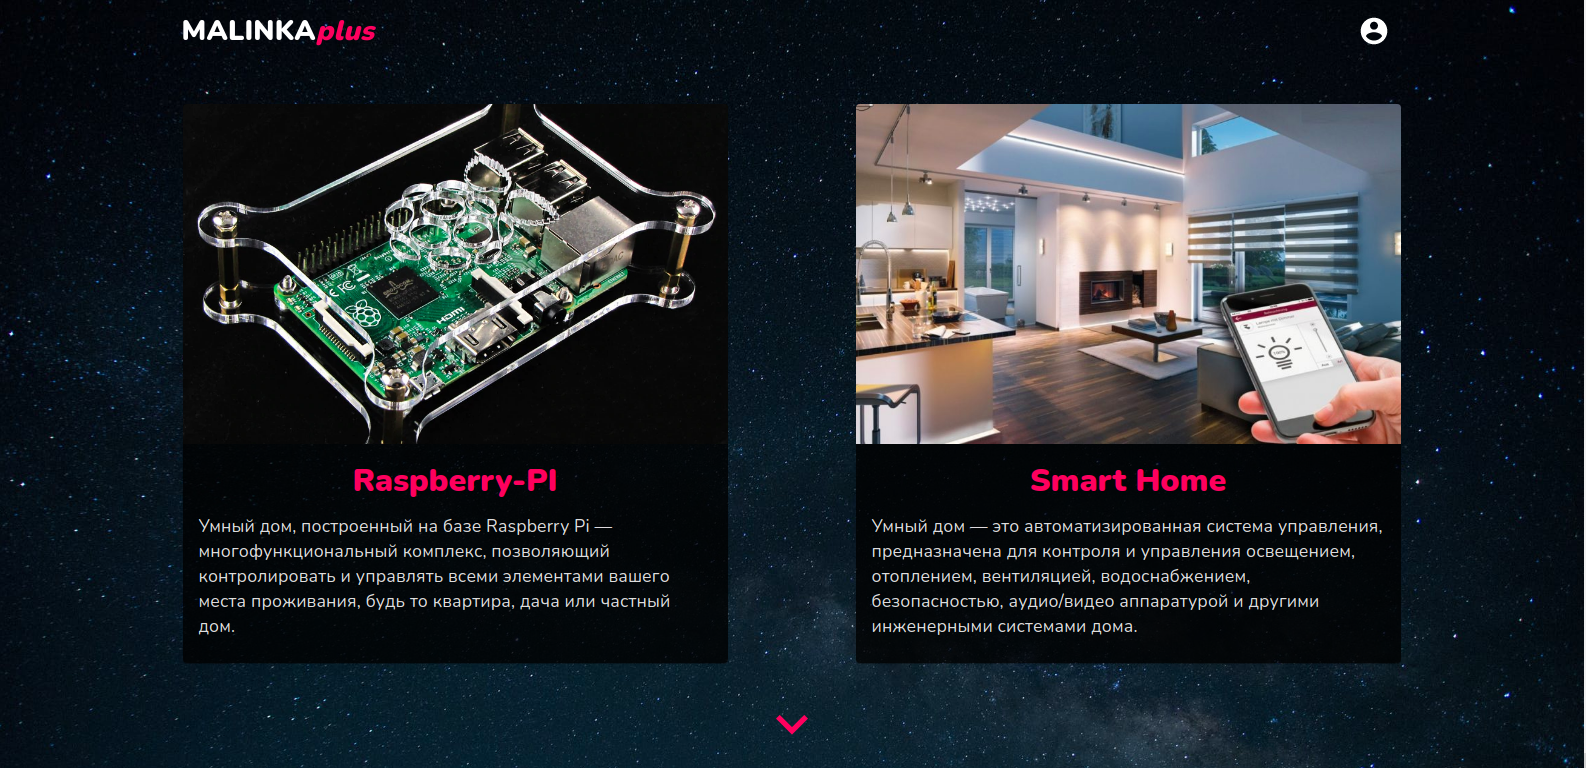 MALINKAplus
HDMI
Raspberry-PI
Умный дом, построенный на базе Raspberry Pi —
многофункциональный комплекс, позволяющий
контролировать и управлять всеми элементами вашего
места проживания, будь то квартира, дача или частный
дом.
Smart Home
Умный дом — это автоматизированная система управления,
предназначена для контроля и управления освещением,
отоплением, вентиляцией, водоснабжением,
безопасностью, аудио/видео аппаратурой и другими
инженерными системами дома.